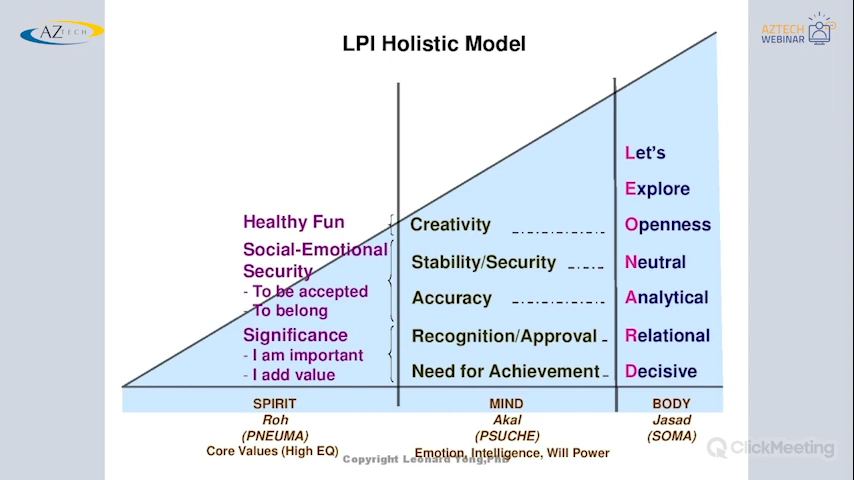 AZTECH
AZTECH
WEBINAR
LPI Holistic Model
Let's
Explore
Healthy Fun
Creativity
Openness
Social-Emotional
Security
Stability/Security
Neutral
- To be accepted
- To belong
Accuracy
Analytical
Significance
Recognition/Approval
Relational
- I am important
- I add value
Need for Achievement
Decisive
SPIRIT
Roh
(PNEUMA)
Core Values (High EQ)
MIND
Akal
(PSUCHE)
Emotion, Intelligence, Will Power
BODY
Jasad
(SOMA)
Copyright Leonard Yong,PhD
ClickMeeting